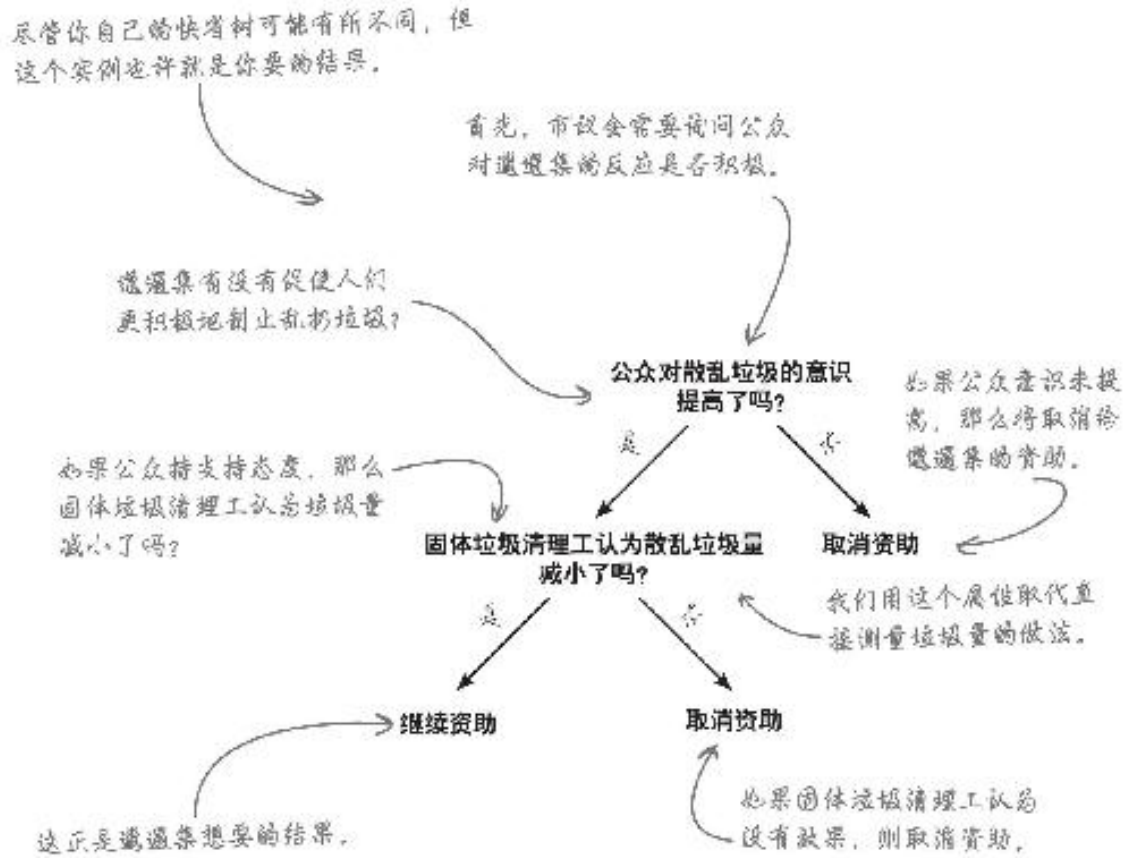 尽管你自己的快省树可能有所不同，但
这个实例也许就是你要的结果。
首先，市议会需要询问公众
对邋遢集的反应是否积极。
邋遢集有没有促使人们
更积极地制止乱扔垃圾？
公众对散乱垃圾的意识
提高了吗？
如果公众意识未提
高，那么将取消给
邋遢集的资助。
是
否
如果公众持支持态度，那么
固体垃圾清理工认为垃圾量
减小了吗？
固体垃圾清理工认为散乱垃圾量
减小了吗？
取消资助
我们用这个属性取代直
接测量垃圾量的做法。
是
否
继续资助
取消资助
这正是邋遢集想要的结果。
如果固体垃圾清理工认为
没有效果，则取消资助。